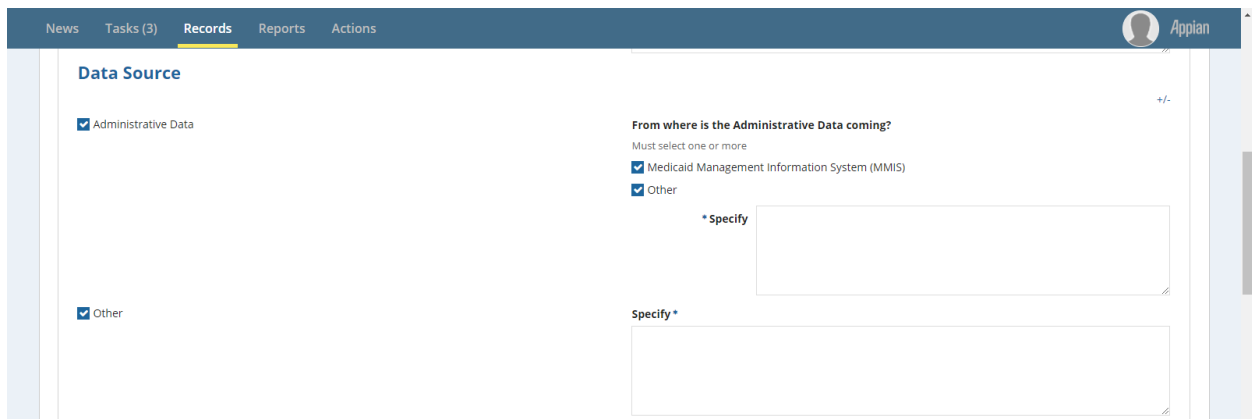 News Tasks (3) Records Reports Actions Appian
Data Source
+/-
Administrative Data
From where is the Administrative Data coming?
Must select one or more
Medicaid Management Information System (MMIS)
Other
* Specify
Other
Specify *